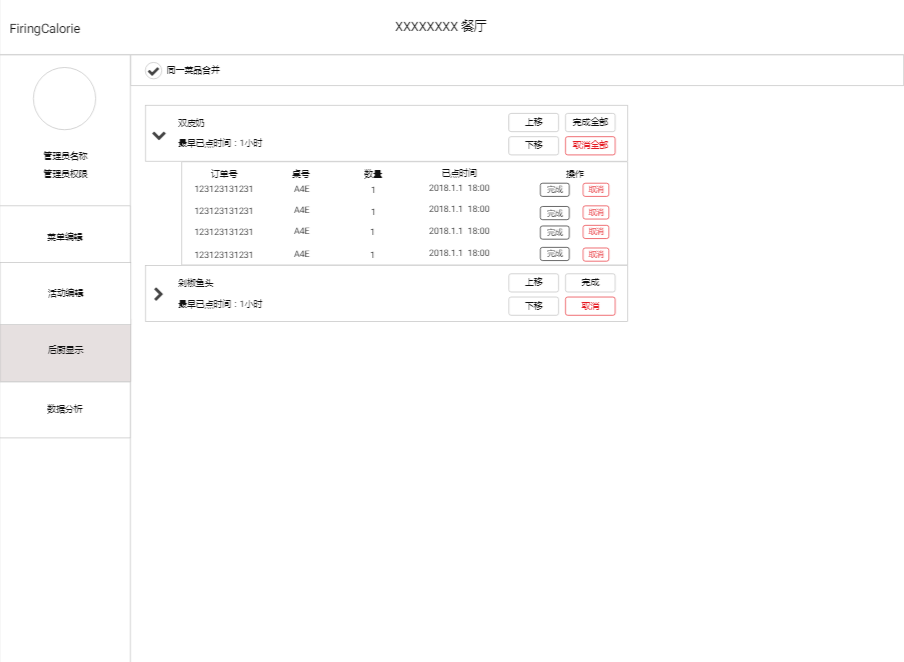 FiringCalorie
XXXXXXXX 餐厅
管理员名称
管理员权限
菜单编辑
活动编辑
后厨显示
数据分析
同一菜品合并
双皮奶
最早已点时间：1小时
上移 完成全部
下移 取消全部
订单号 桌号 数量 已点时间 操作
123123131231 A4E 1 2018.1.1 18:00 完成 取消
123123131231 A4E 1 2018.1.1 18:00 完成 取消
123123131231 A4E 1 2018.1.1 18:00 完成 取消
123123131231 A4E 1 2018.1.1 18:00 完成 取消
剁椒鱼头
最早已点时间：1小时
上移 完成
下移 取消